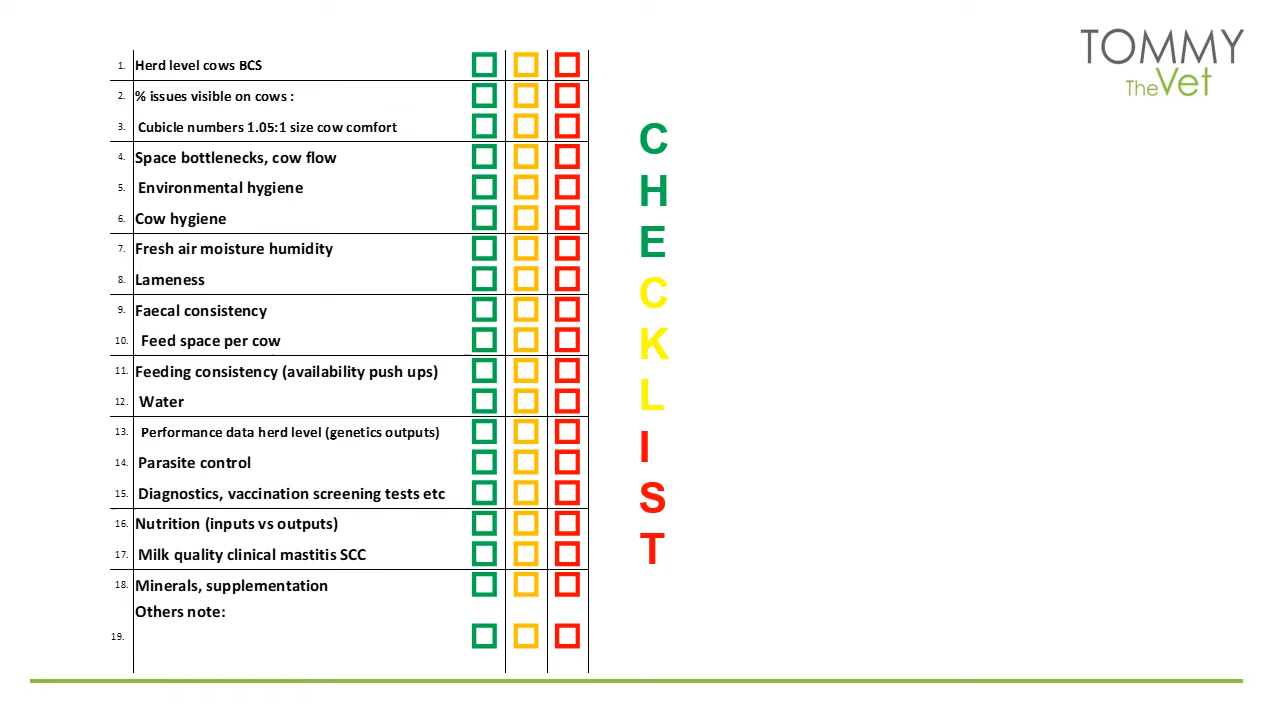 TOMMY
TheVet
1. Herd level cows BCS
2. % issues visible on cows :
3. Cubicle numbers 1.05:1 size cow comfort
4. Space bottlenecks, cow flow
5. Environmental hygiene
6. Cow hygiene
7. Fresh air moisture humidity
8. Lameness
9. Faecal consistency
10. Feed space per cow
11. Feeding consistency (availability push ups)
12. Water
13. Performance data herd level (genetics outputs)
14. Parasite control
15. Diagnostics, vaccination screening tests etc
16. Nutrition (inputs vs outputs)
17. Milk quality clinical mastitis SCC
18. Minerals, supplementation
Others note:
19.
C
H
E
C
K
L
I
S
T